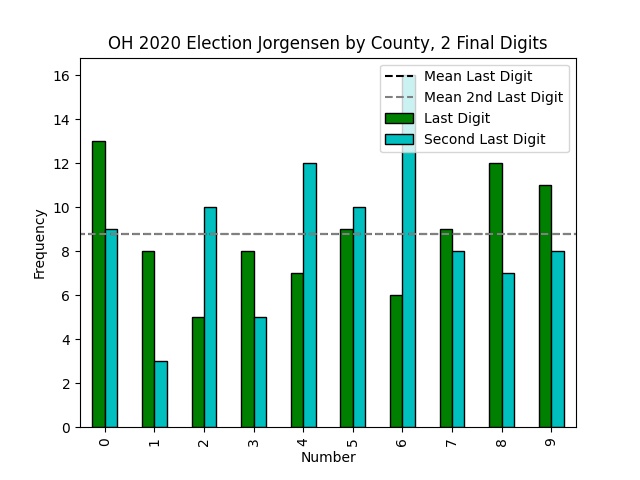 OH 2020 Election Jorgensen by County, 2 Final Digits
Mean Last Digit
Mean 2nd Last Digit
Last Digit
Second Last Digit
Frequency
16
14
12
10
8
6
4
2
0
0 1 2 3 4 5 6 7 8 9
Number